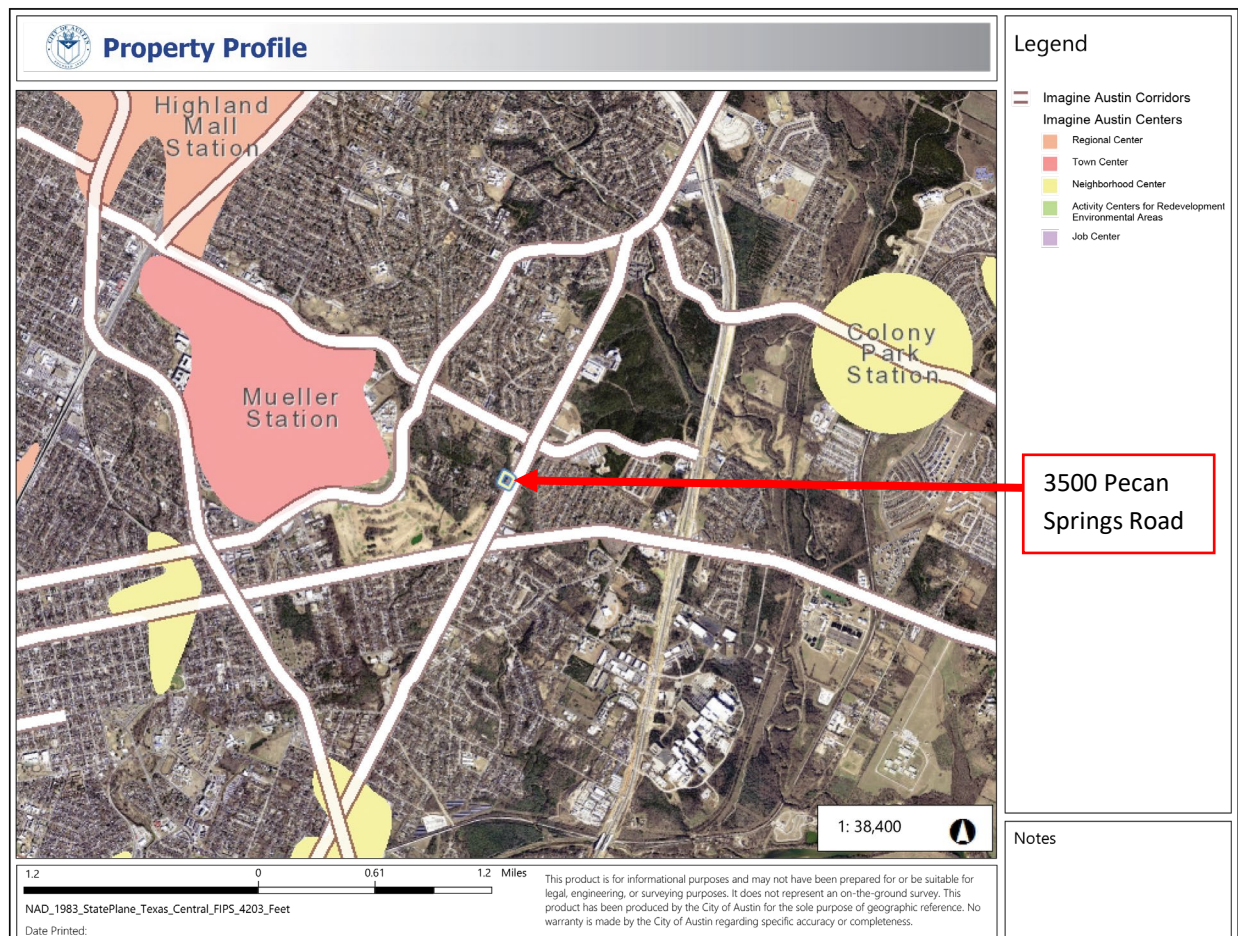 Property Profile
Highland
Mall
Station
Mueller
Station
Colony
Park
Station
1: 38,400
Legend
Imagine Austin Corridors
Imagine Austin Centers
Regional Center
Town Center
Neighborhood Center
Activity Centers for Redevelopment
Environmental Areas
Job Center
3500 Pecan
Springs Road
Notes
1.2 0 0.61 1.2 Miles
NAD_1983_StatePlane_Texas_Central_FIPS_4203_Feet
Date Printed:
This product is for informational purposes and may not have been prepared for or be suitable for
legal, engineering, or surveying purposes. It does not represent an on-the-ground survey. This
product has been produced by the City of Austin for the sole purpose of geographic reference. No
warranty is made by the City of Austin regarding specific accuracy or completeness.